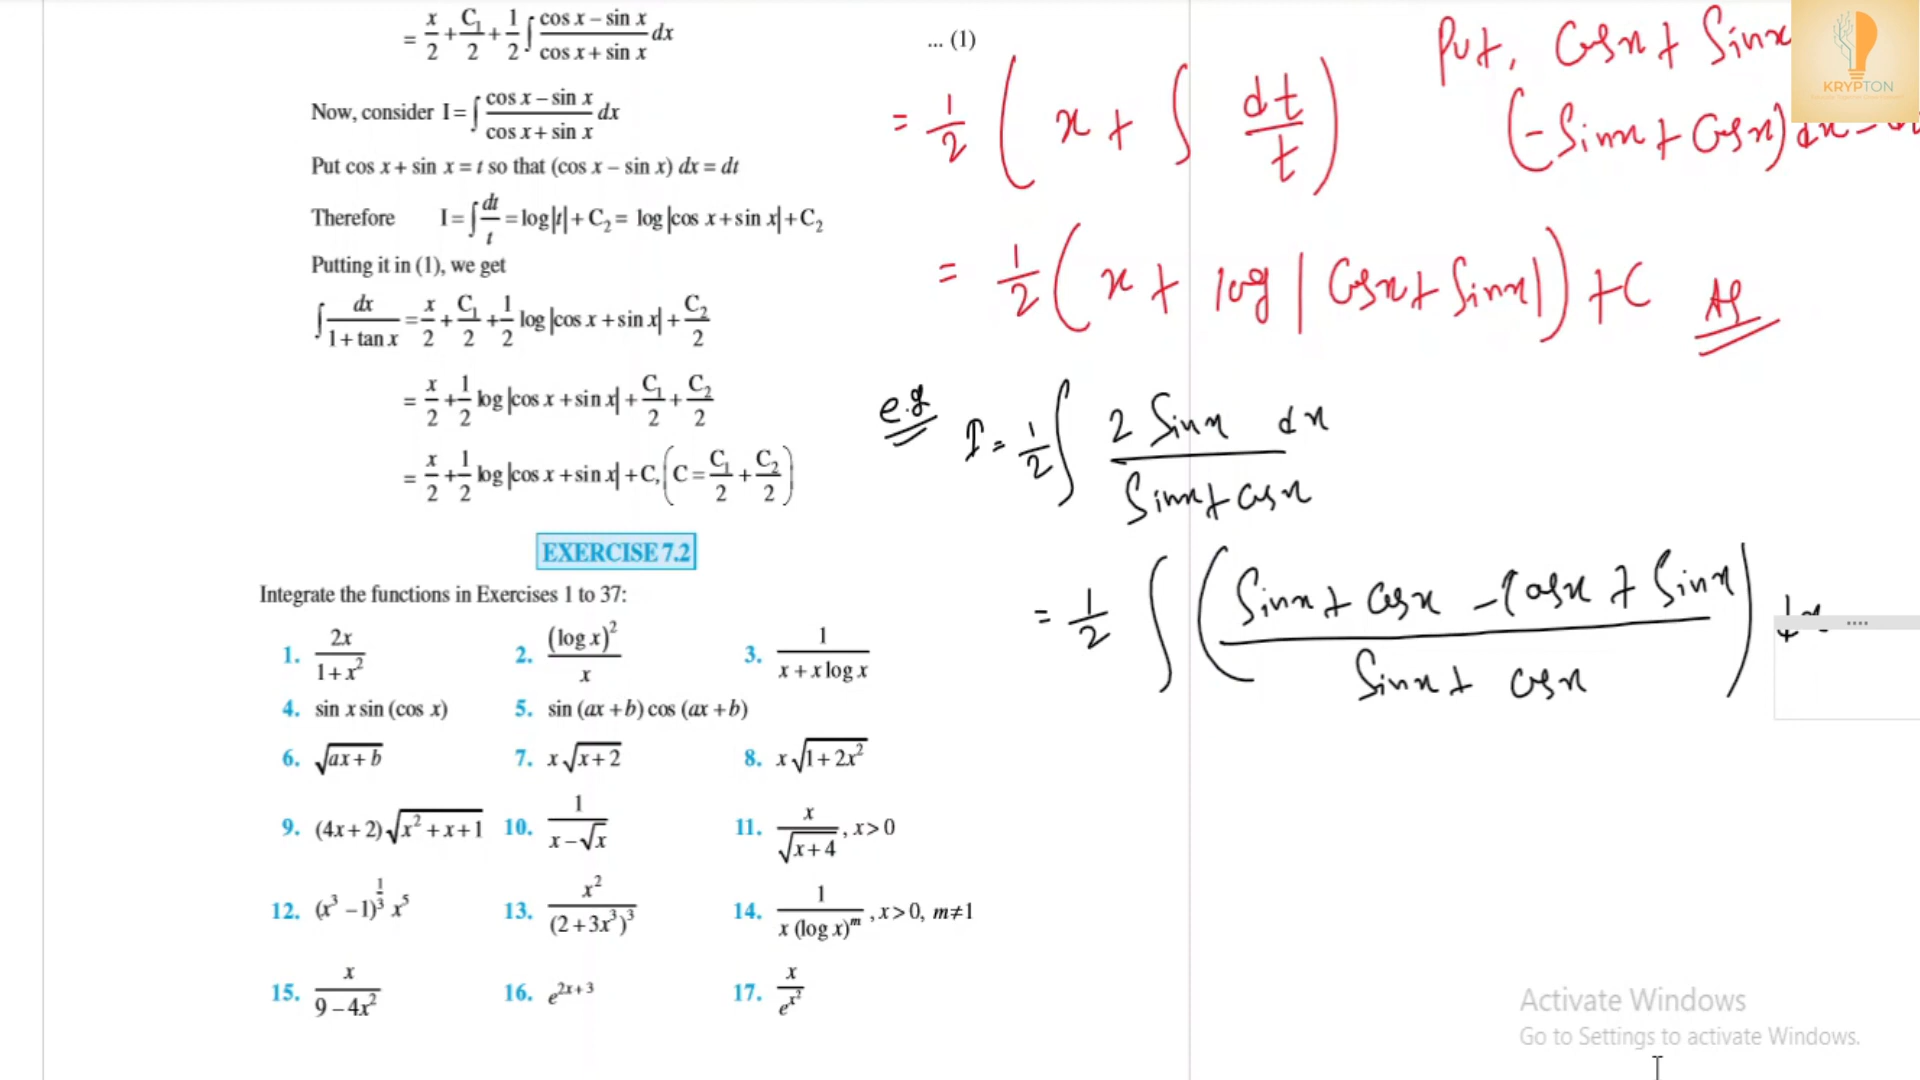 = x/2 + C₁/2 + 1/2 ∫ (cos x – sin x)/(cos x + sin x) dx ... (1)
Now, consider I = ∫ (cos x – sin x)/(cos x + sin x) dx
Put cos x + sin x = t so that (cos x – sin x) dx = dt
Therefore I = ∫ dt/t = log|t| + C₂ = log |cos x + sin x| + C₂
Putting it in (1), we get
∫ dx/(1 + tan x) = x/2 + C₁/2 + 1/2 log |cos x + sin x| + C₂/2
= x/2 + 1/2 log |cos x + sin x| + C₁/2 + C₂/2
= x/2 + 1/2 log |cos x + sin x| + C, (C = C₁/2 + C₂/2)
EXERCISE 7.2
Integrate the functions in Exercises 1 to 37:
1. 2x/(1 + x²) 2. (log x)²/x 3. 1/(x + x log x)
4. sin x sin (cos x) 5. sin (ax + b) cos (ax + b)
6. √(ax + b) 7. x √(x + 2) 8. x √(1 + 2x²)
9. (4x + 2) √(x² + x + 1) 10. 1/(x – √x) 11. x/√(x + 4), x > 0
12. (x³ – 1)^(1/3) x⁵ 13. x²/(2 + 3x³)³ 14. 1/(x (log x)^m), x > 0, m ≠ 1
15. x/(9 – 4x²) 16. e^(2x + 3) 17. x/e^(x²)
Put, Cosx + Sinx
(-Sinx + Cosx) dx =
= 1/2 ( x + ∫ dt/t )
= 1/2 ( x + log | Cosx + Sinx | ) + C
e.g I = 1/2 ∫ 2 Sinx dx/(Sinx + cosx)
= 1/2 ∫ ( (Sinx + Cosx - Cosx + Sinx)/(Sinx + cosx) ) dx
KRYPTON
Activate Windows
Go to Settings to activate Windows.